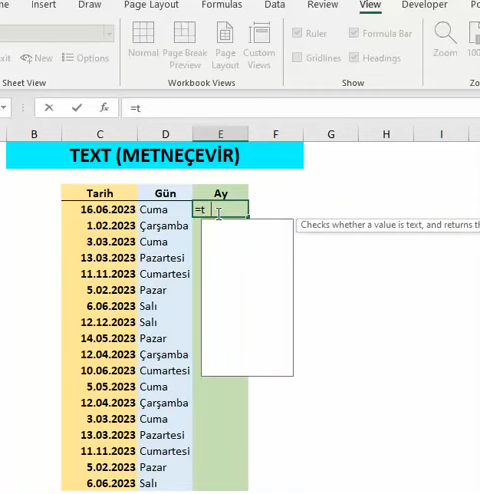 me Insert Draw Page Layout Formulas Data Review View Developer
Normal Page Break Preview Page Layout Custom Views
New Options
Ruler Formula Bar
Gridlines Headings
Zoom
Sheet View Workbook Views Show
fx =t
B C D E F G H I J
TEXT (METNEÇEVİR)
Tarih Gün Ay
16.06.2023 Cuma =t
Checks whether a value is text, and returns th
1.02.2023 Çarşamba
3.03.2023 Cuma
13.03.2023 Pazartesi
11.11.2023 Cumartesi
5.02.2023 Pazar
6.06.2023 Salı
12.12.2023 Salı
14.05.2023 Pazar
12.04.2023 Çarşamba
10.06.2023 Cumartesi
5.05.2023 Cuma
12.04.2023 Çarşamba
3.03.2023 Cuma
13.03.2023 Pazartesi
11.11.2023 Cumartesi
5.02.2023 Pazar
6.06.2023 Salı